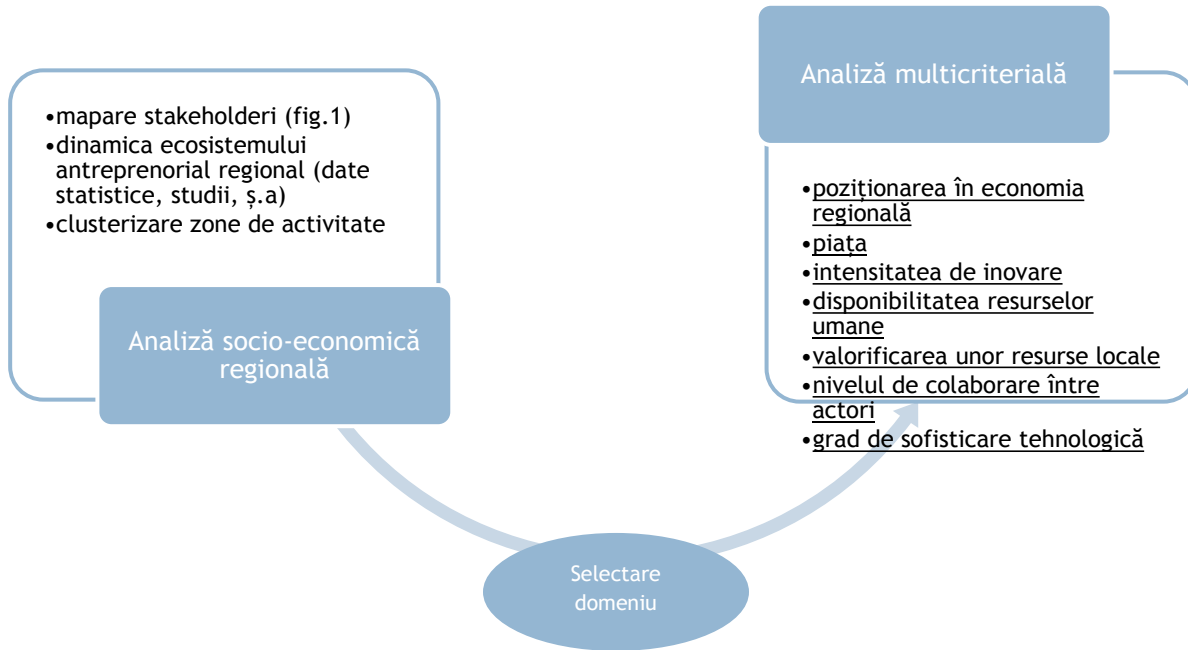 •mapare stakeholderi (fig.1)
•dinamica ecosistemului
antreprenorial regional (date
statistice, studii, ș.a)
•clusterizare zone de activitate
Analiză socio-economică
regională
Analiză multicriterială
•poziționarea în economia
regională
•piața
•intensitatea de inovare
•disponibilitatea resurselor
umane
•valorificarea unor resurse locale
•nivelul de colaborare între
actori
•grad de sofisticare tehnologică
Selectare
domeniu